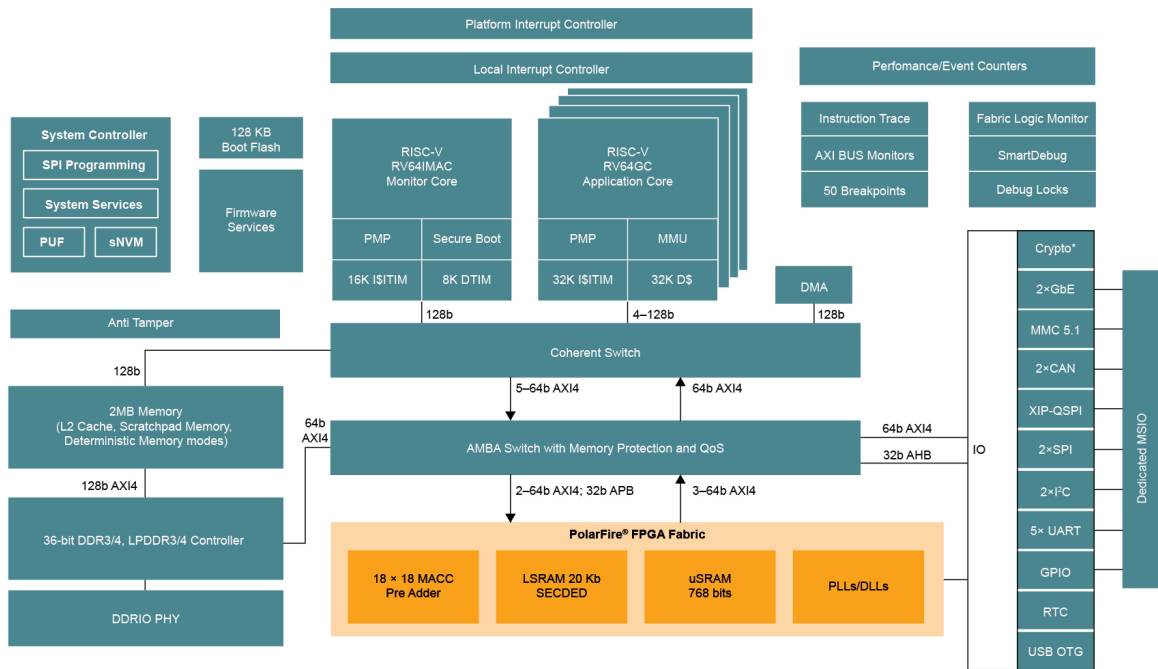 Platform Interrupt Controller
Local Interrupt Controller
Perfomance/Event Counters
System Controller
SPI Programming
System Services
PUF
sNVM
128 KB
Boot Flash
Firmware
Services
RISC-V
RV64IMAC
Monitor Core
PMP
Secure Boot
16K I$ITIM
8K DTIM
RISC-V
RV64GC
Application Core
PMP
MMU
32K I$ITIM
32K D$
Instruction Trace
AXI BUS Monitors
50 Breakpoints
Fabric Logic Monitor
SmartDebug
Debug Locks
DMA
Anti Tamper
128b
4–128b
128b
Coherent Switch
128b
5–64b AXI4
64b AXI4
2MB Memory
(L2 Cache, Scratchpad Memory,
Deterministic Memory modes)
64b
AXI4
AMBA Switch with Memory Protection and QoS
64b AXI4
32b AHB
128b AXI4
2–64b AXI4; 32b APB
3–64b AXI4
36-bit DDR3/4, LPDDR3/4 Controller
DDRIO PHY
PolarFire® FPGA Fabric
18 × 18 MACC
Pre Adder
LSRAM 20 Kb
SECDED
uSRAM
768 bits
PLLs/DLLs
IO
Crypto*
2×GbE
MMC 5.1
2×CAN
XIP-QSPI
2×SPI
2×I²C
5× UART
GPIO
RTC
USB OTG
Dedicated MSIO